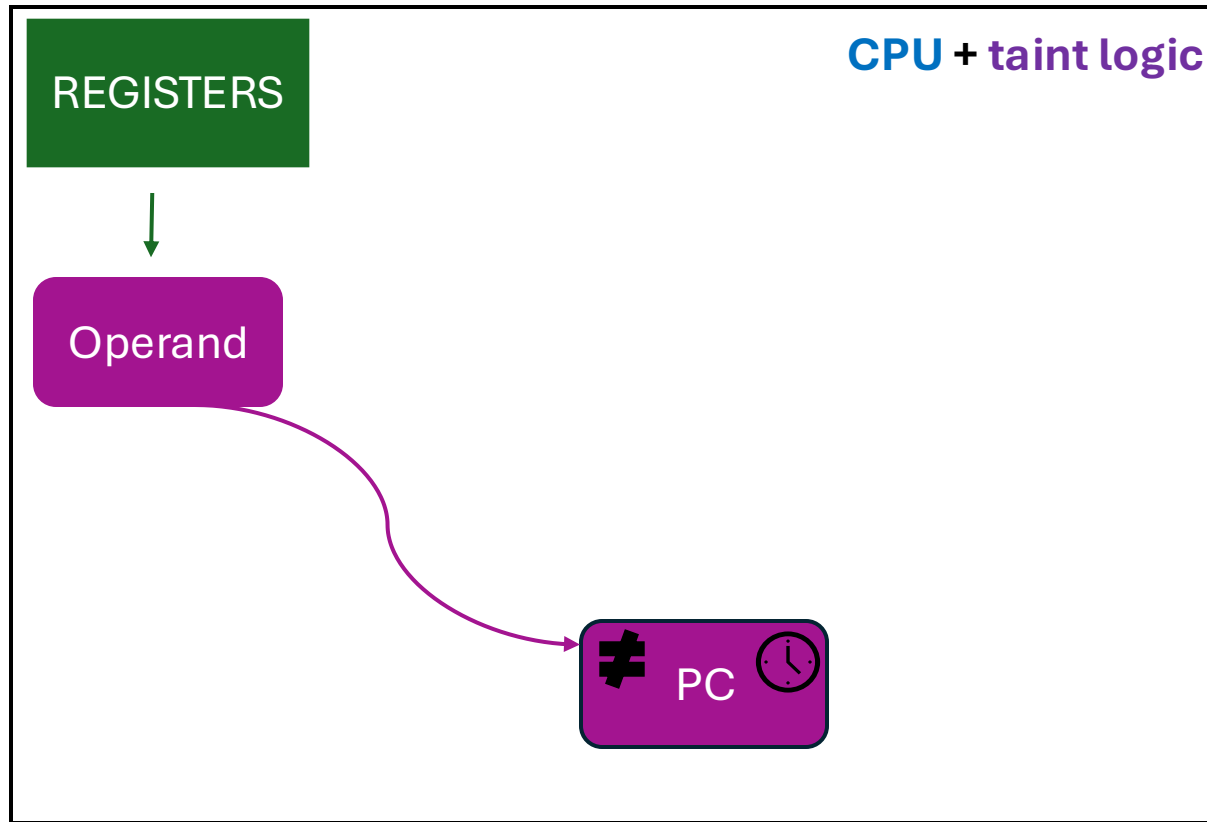 REGISTERS
CPU + taint logic
Operand
≠ PC